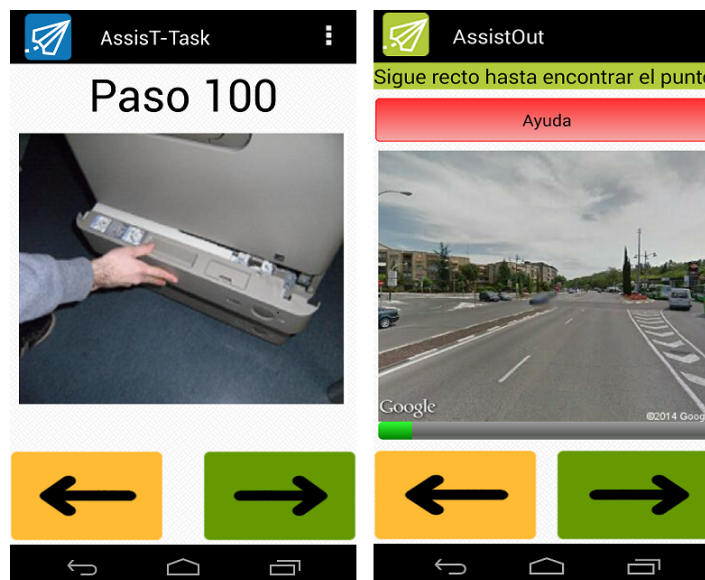 AssisT-Task
Paso 100
AssistOut
Sigue recto hasta encontrar el punto
Ayuda
Google
©2014 Goog